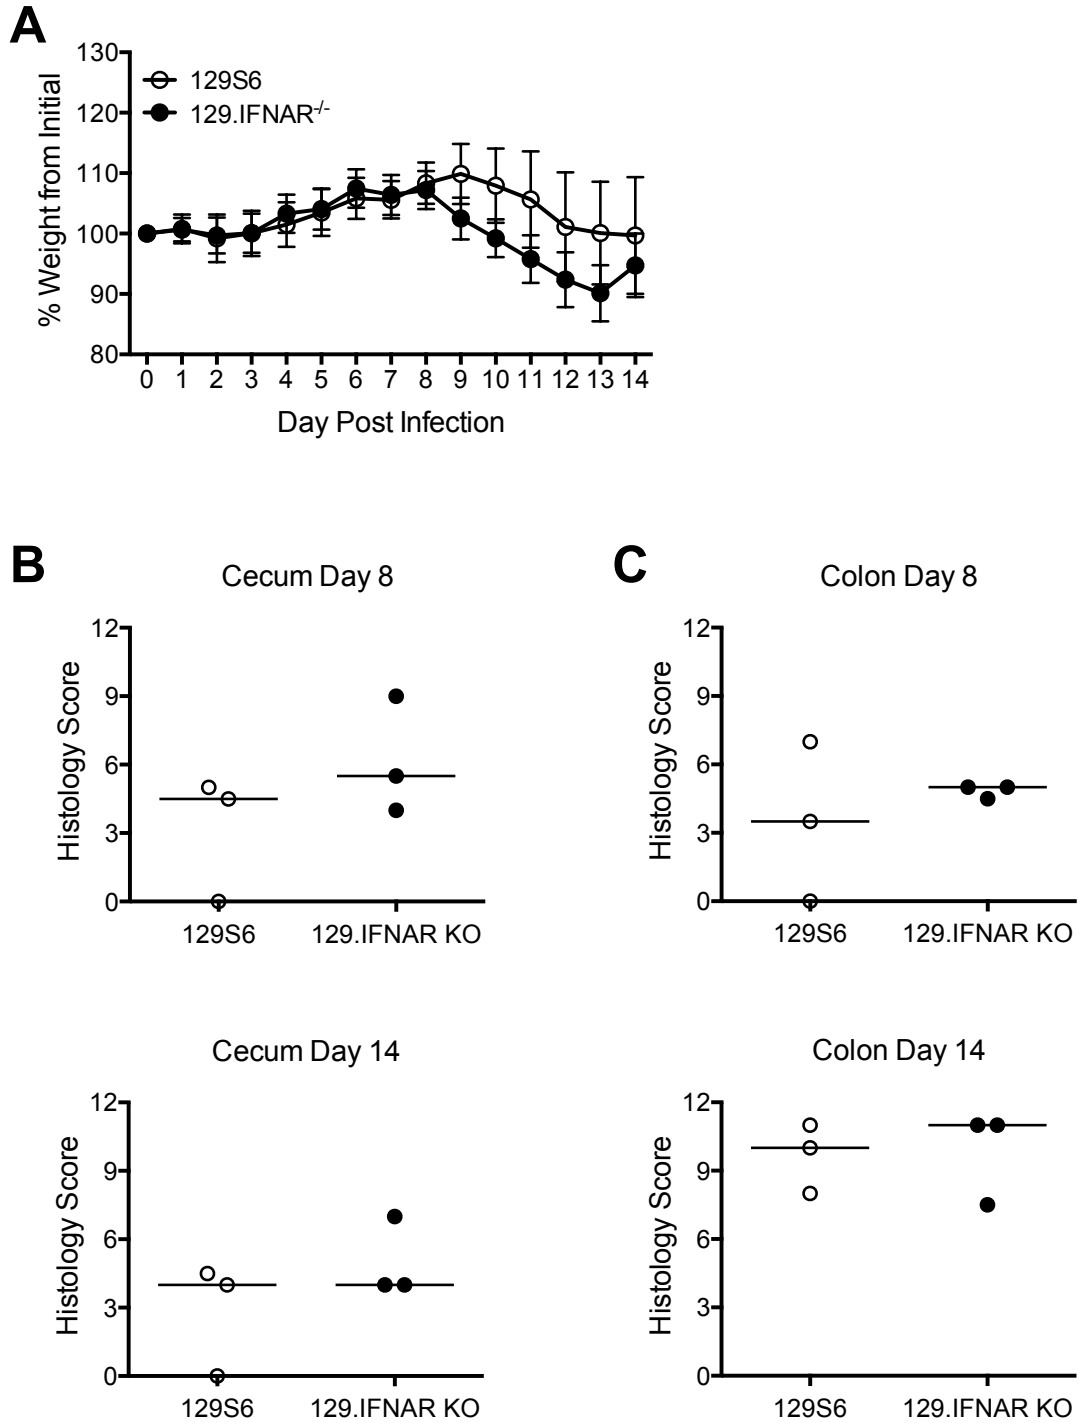 A
130
120
110
100
90
80
% Weight from Initial
129S6
129.IFNAR-/-
0 1 2 3 4 5 6 7 8 9 10 11 12 13 14
Day Post Infection
B
Cecum Day 8
12
9
6
3
0
Histology Score
129S6 129.IFNAR KO
C
Colon Day 8
12
9
6
3
0
Histology Score
129S6 129.IFNAR KO
Cecum Day 14
12
9
6
3
0
Histology Score
129S6 129.IFNAR KO
Colon Day 14
12
9
6
3
0
Histology Score
129S6 129.IFNAR KO